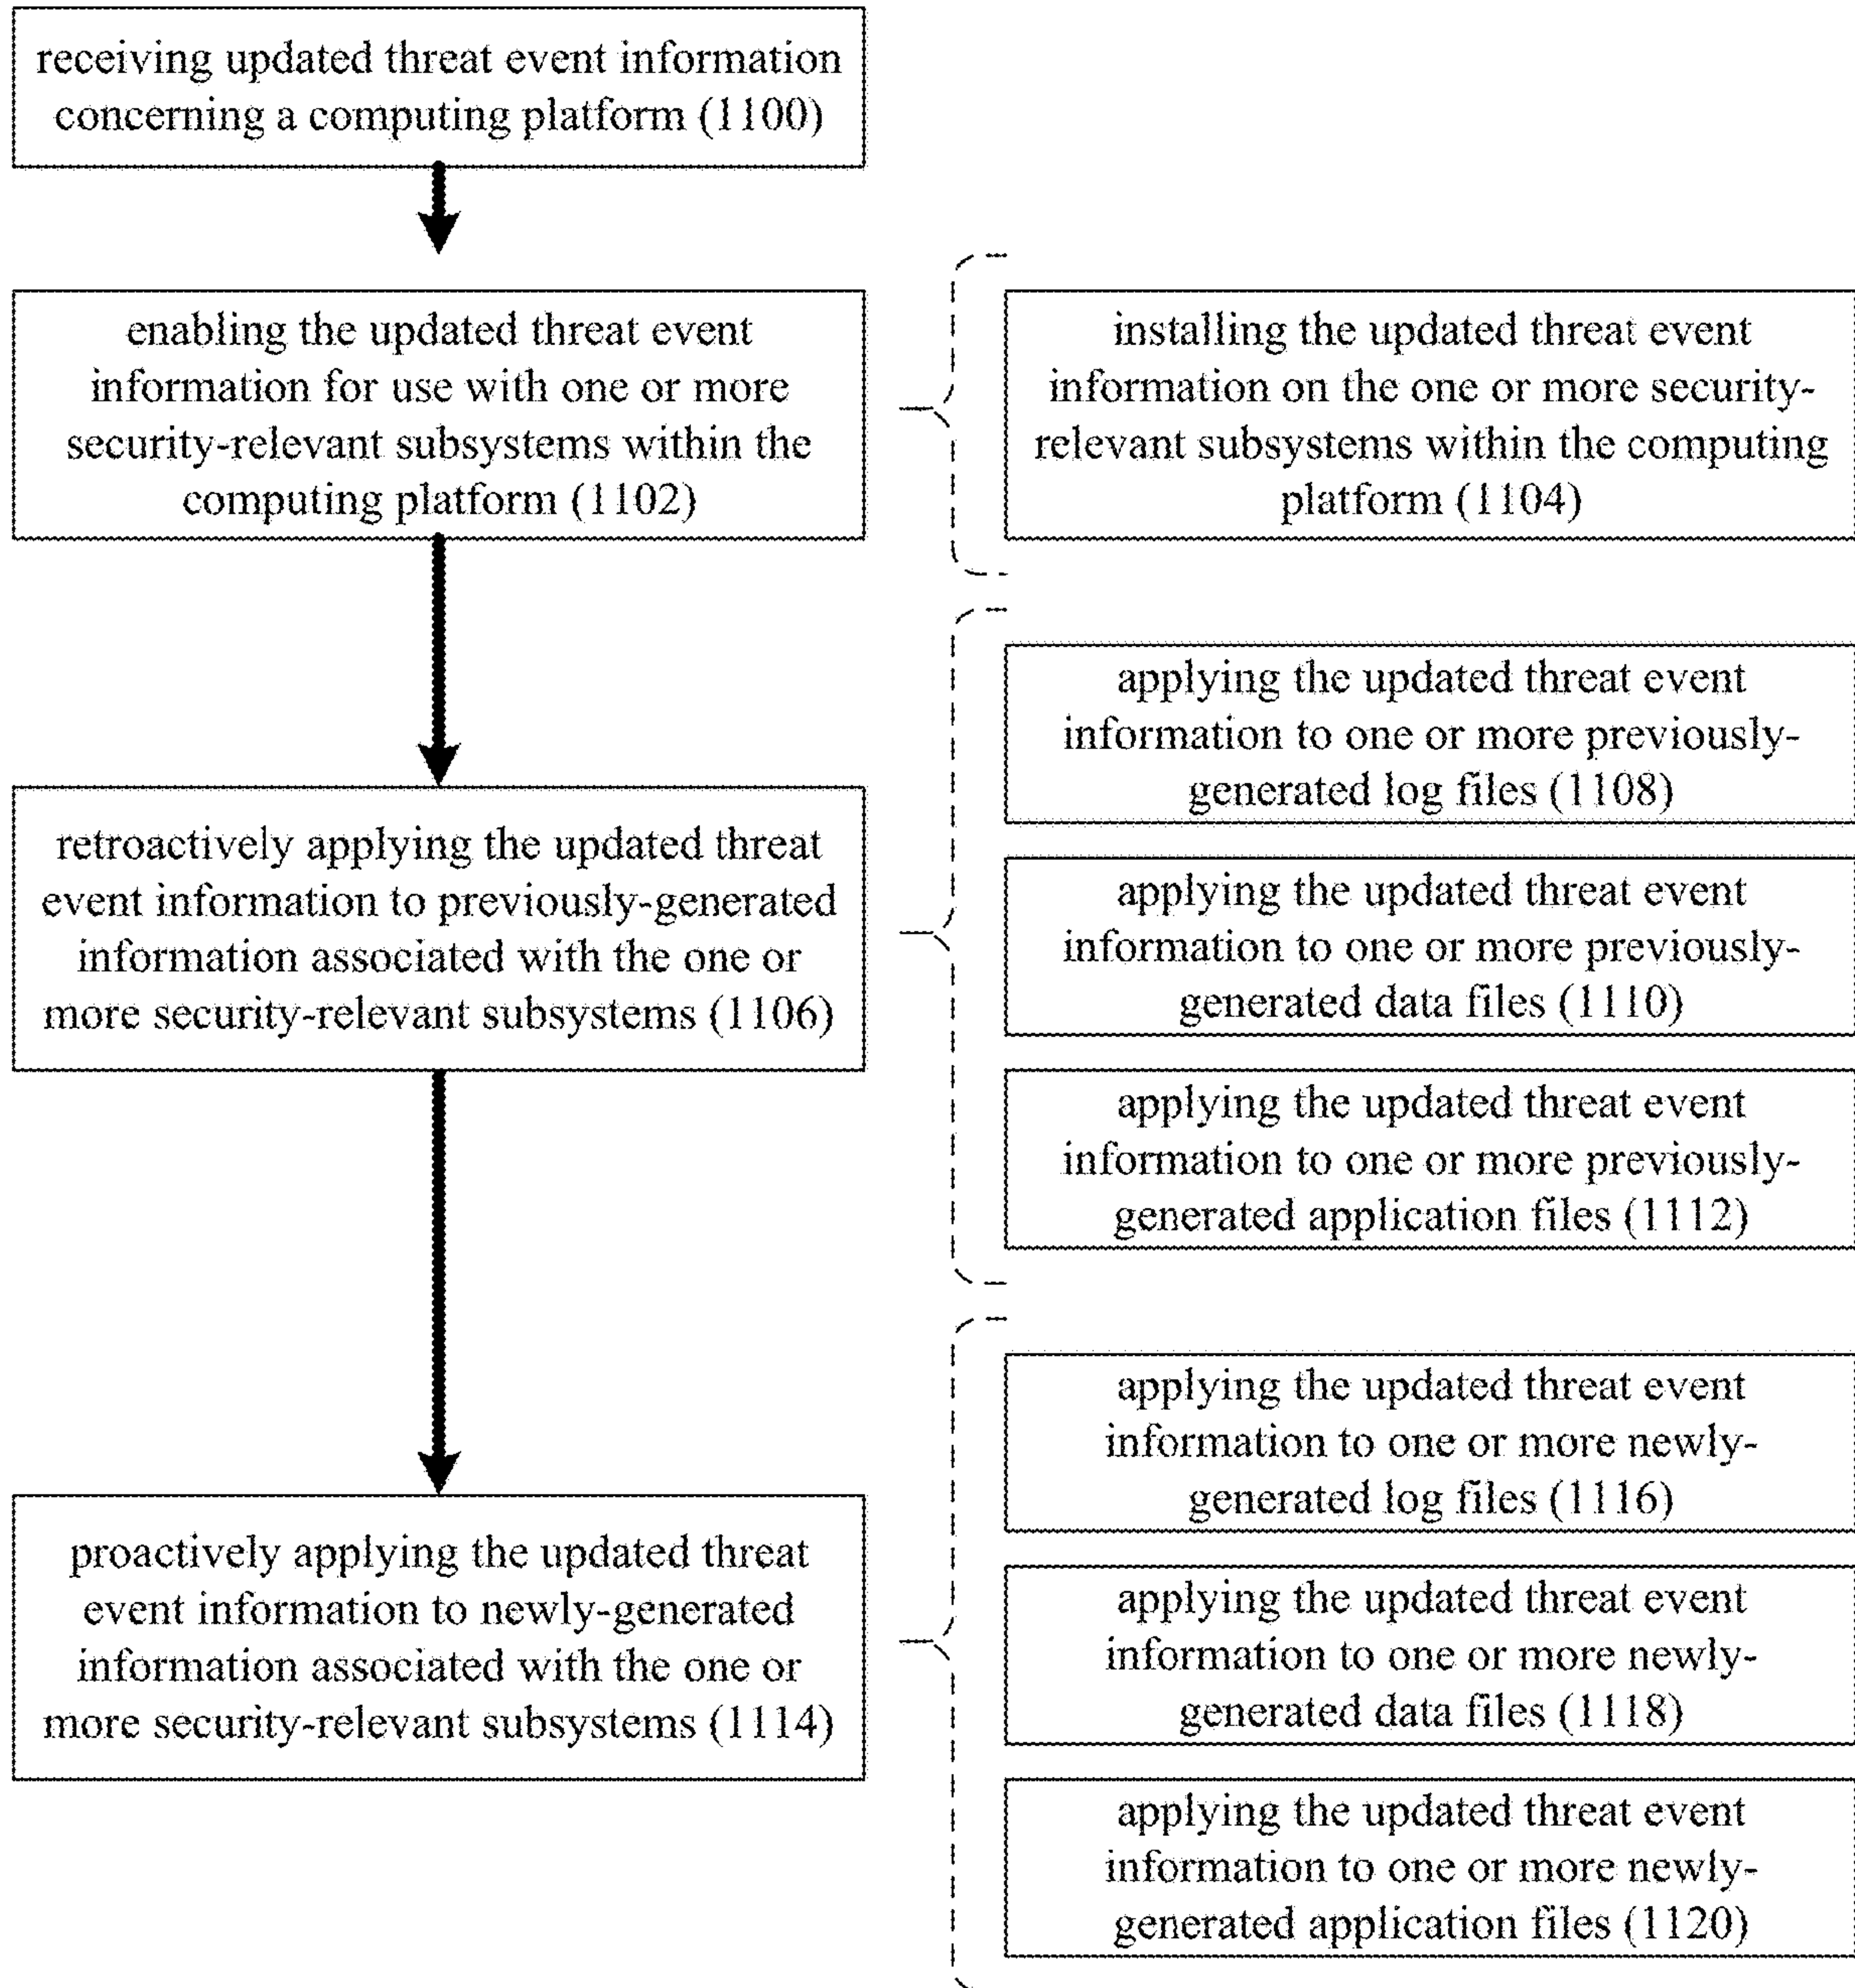 receiving updated threat event information
concerning a computing platform (1100)
enabling the updated threat event
information for use with one or more
security-relevant subsystems within the
computing platform (1102)
installing the updated threat event
information on the one or more security-
relevant subsystems within the computing
platform (1104)
retroactively applying the updated threat
event information to previously-generated
information associated with the one or
more security-relevant subsystems (1106)
applying the updated threat event
information to one or more previously-
generated log files (1108)
applying the updated threat event
information to one or more previously-
generated data files (1110)
applying the updated threat event
information to one or more previously-
generated application files (1112)
proactively applying the updated threat
event information to newly-generated
information associated with the one or
more security-relevant subsystems (1114)
applying the updated threat event
information to one or more newly-
generated log files (1116)
applying the updated threat event
information to one or more newly-
generated data files (1118)
applying the updated threat event
information to one or more newly-
generated application files (1120)